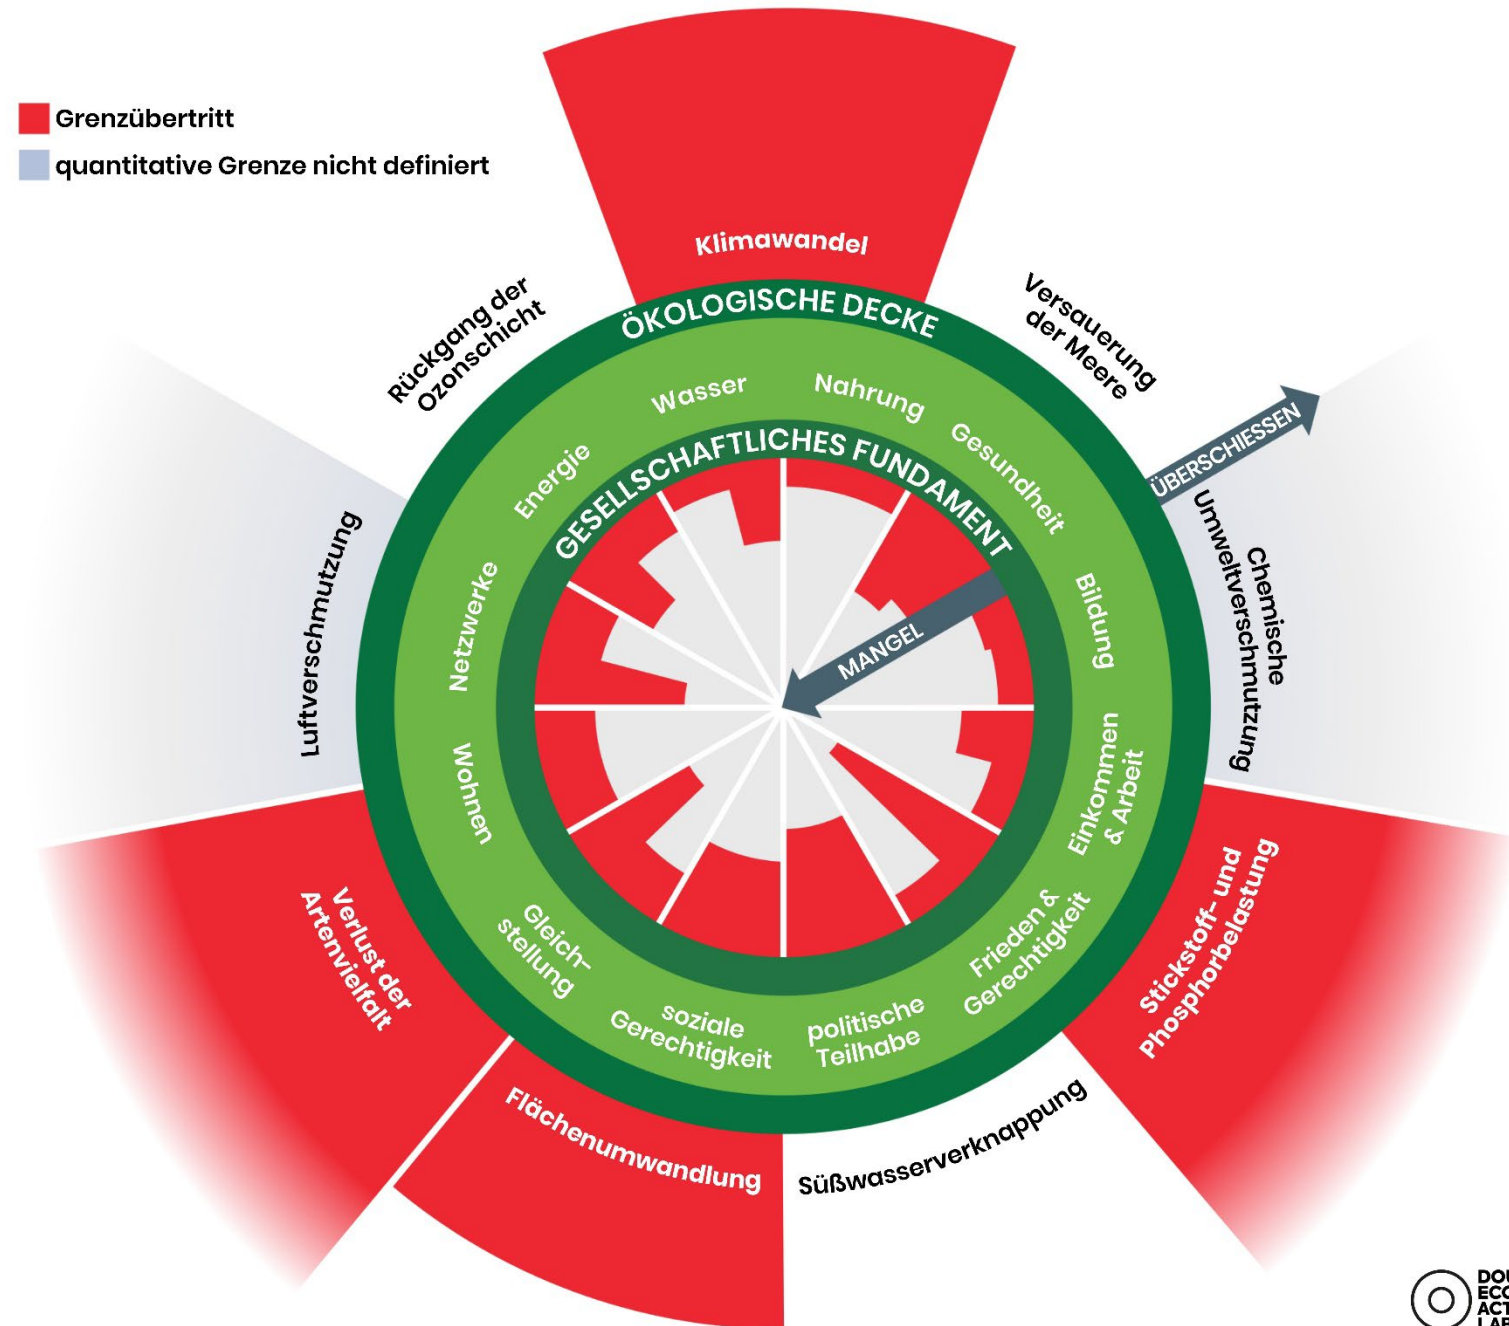 Grenzübertritt
quantitative Grenze nicht definiert
Klimawandel
Versauerung
der Meere
ÜBERSCHIESSEN
Chemische
Umweltverschmutzung
Stickstoff- und
Phosphorbelastung
Süßwasserverknappung
Flächenumwandlung
Verlust der
Artenvielfalt
Luftverschmutzung
Rückgang der
Ozonschicht
ÖKOLOGISCHE DECKE
Wasser
Nahrung
Gesundheit
Bildung
Einkommen
& Arbeit
Frieden &
Gerechtigkeit
politische
Teilhabe
soziale
Gerechtigkeit
Gleich-
stellung
Wohnen
Netzwerke
Energie
GESELLSCHAFTLICHES FUNDAMENT
MANGEL